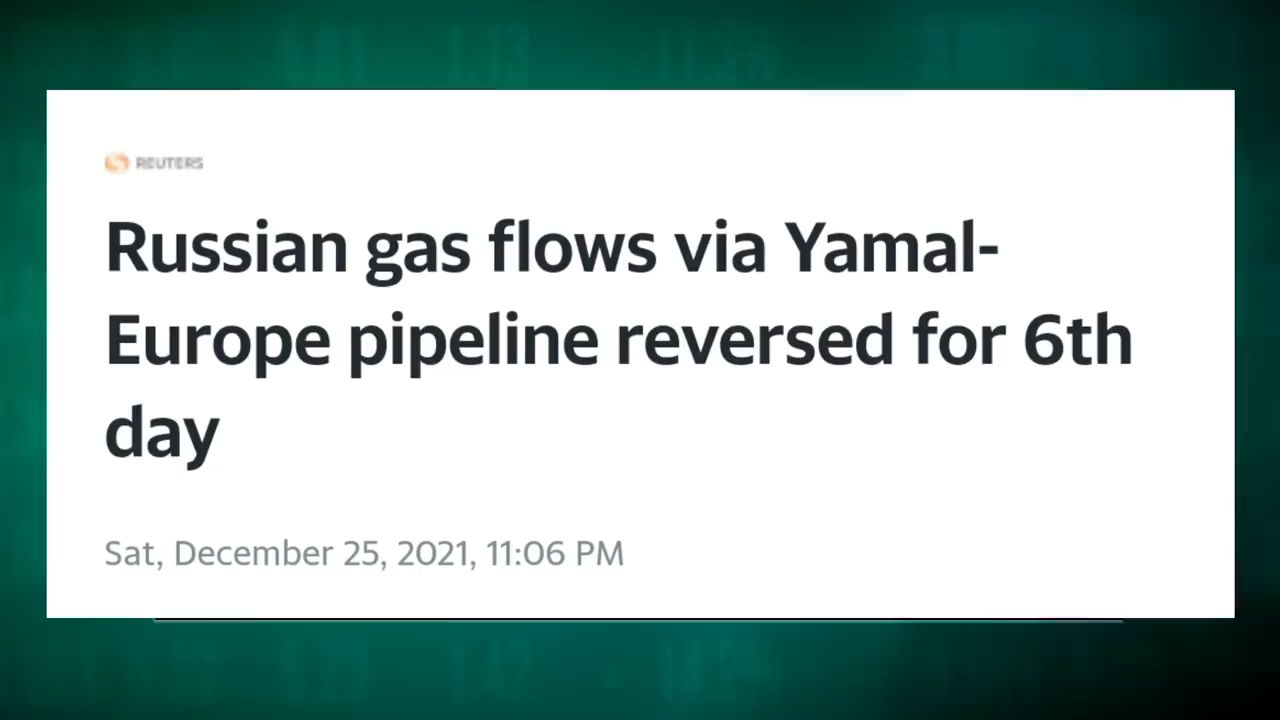 REUTERS
Russian gas flows via Yamal-
Europe pipeline reversed for 6th
day
Sat, December 25, 2021, 11:06 PM